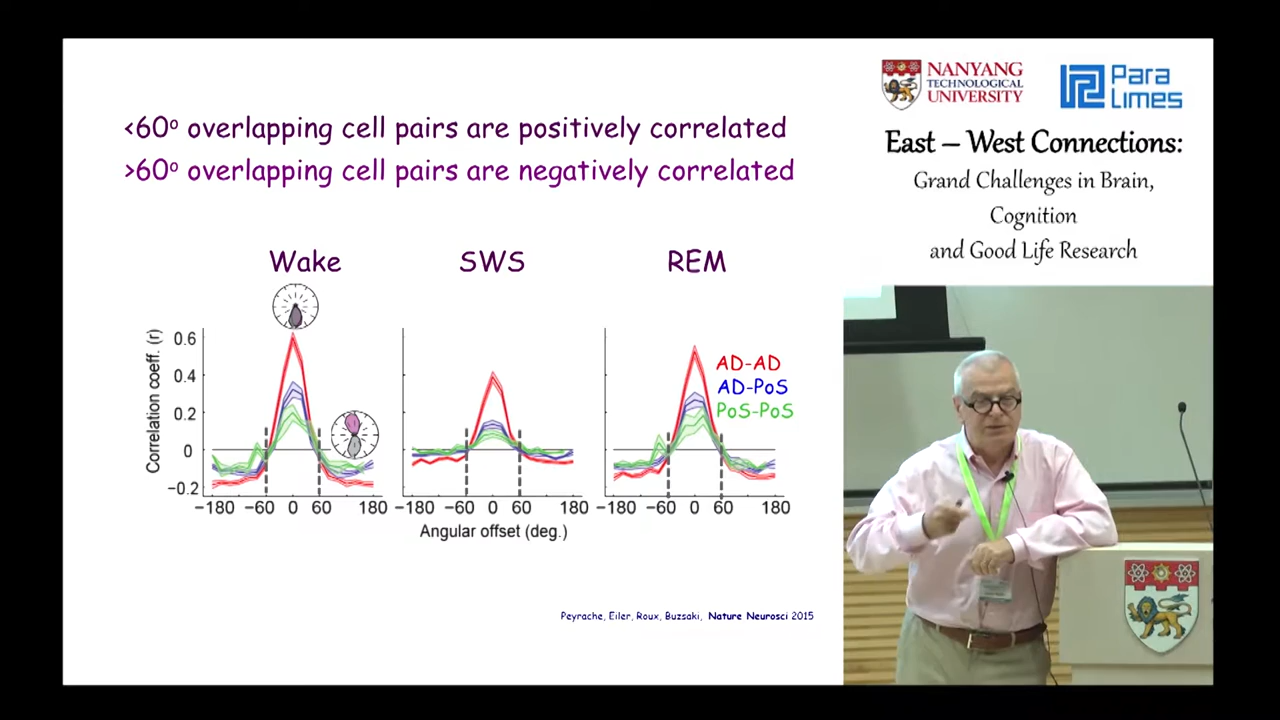 <60º overlapping cell pairs are positively correlated
>60º overlapping cell pairs are negatively correlated
Wake
SWS
REM
Correlation coeff. (r)
0.6
0.4
0.2
0
−0.2
AD-AD
AD-PoS
PoS-PoS
−180 −60 0 60 180
−180 −60 0 60 180
−180 −60 0 60 180
Angular offset (deg.)
Peyrache, Eiler, Roux, Buzsaki, Nature Neurosci 2015
NANYANG
TECHNOLOGICAL
UNIVERSITY
Para
Limes
East – West Connections:
Grand Challenges in Brain,
Cognition
and Good Life Research